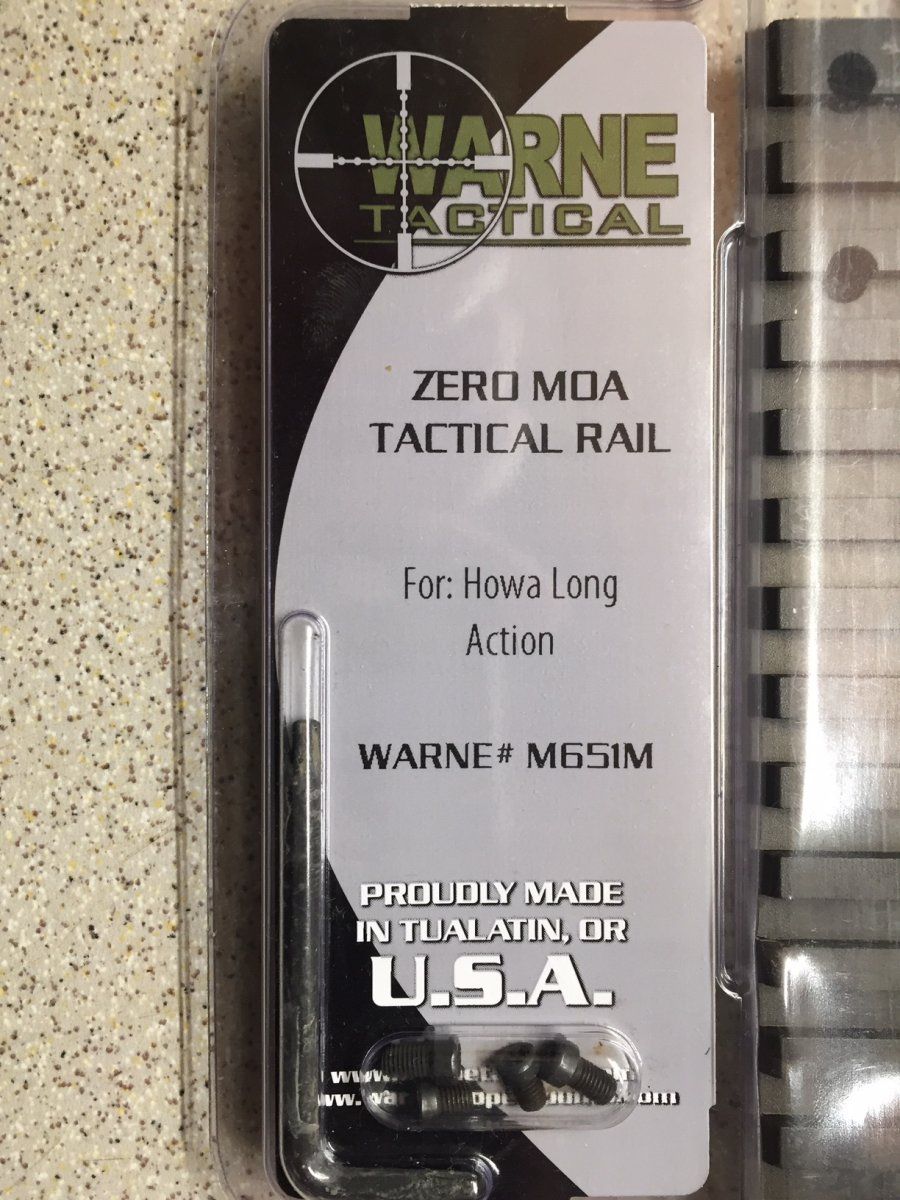 WARNE
TACTICAL
ZERO MOA
TACTICAL RAIL
For: Howa Long
Action
WARNE# M651M
PROUDLY MADE
IN TUALATIN, OR
U.S.A.